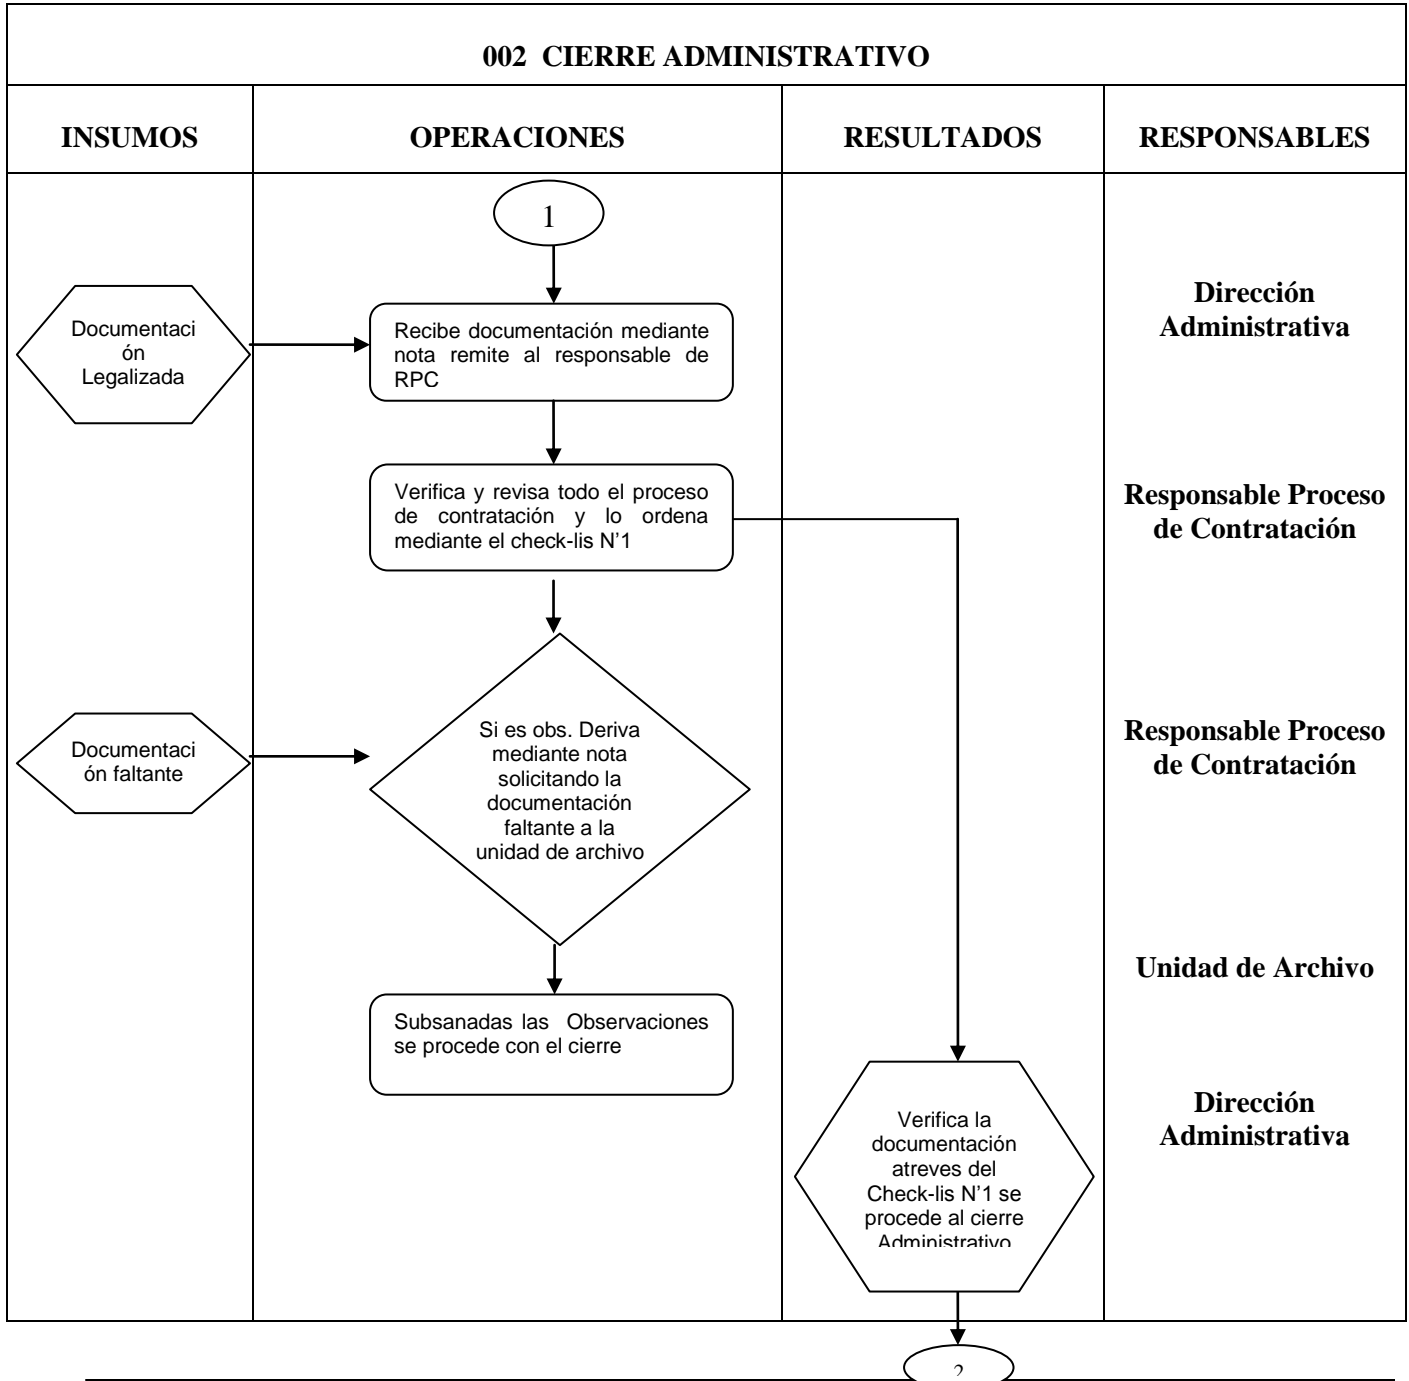 002 CIERRE ADMINISTRATIVO
INSUMOS
OPERACIONES
RESULTADOS
RESPONSABLES
1
Documentaci
ón
Legalizada
Recibe documentación mediante
nota remite al responsable de
RPC
Dirección
Administrativa
Verifica y revisa todo el proceso
de contratación y lo ordena
mediante el check-lis N’1
Responsable Proceso
de Contratación
Documentaci
ón faltante
Si es obs. Deriva
mediante nota
solicitando la
documentación
faltante a la
unidad de archivo
Responsable Proceso
de Contratación
Unidad de Archivo
Subsanadas las Observaciones
se procede con el cierre
Verifica la
documentación
atreves del
Check-lis N’1 se
procede al cierre
Administrativo
Dirección
Administrativa
2